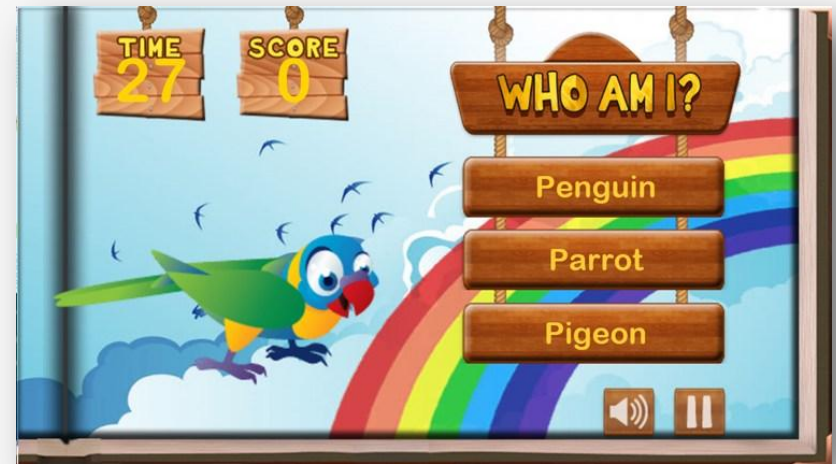 TIME
27
SCORE
0
WHO AM I?
Penguin
Parrot
Pigeon